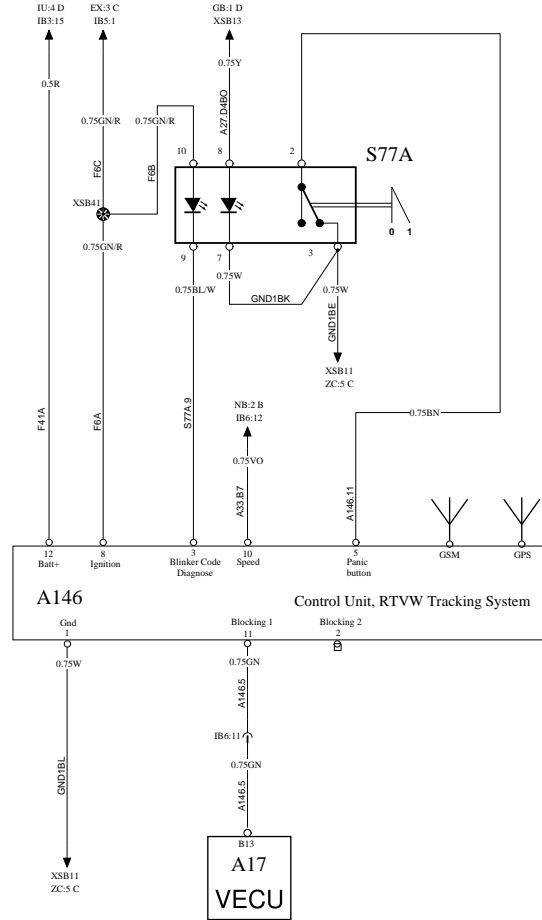 IU:4 D EX:3 C GB:1 D
IB3:15 IB5:1 XSB13
0.5R
0.75Y
0.75GN/R 0.75GN/R
A27.D4BO
F6C
F6B
10 8 2
S77A
XSB41
0 1
0.75GN/R
9 7 3
0.75W
0.75BL/W 0.75W
GND1BK
GND1BE
XSB11
ZC:5 C
NB:2 B
IB6:12
0.75BN
F41A
F6A
S77A.9
0.75VO
A33.B7
A146.11
12 8 3 10 5 GSM GPS
Batt+ Ignition Blinker Code Speed Panic
Diagnose button
A146
Control Unit, RTVW Tracking System
Gnd Blocking 1 Blocking 2
1 11 2
0.75W 0.75GN
A146.5
IB6:11
0.75GN
GND1BL
A146.5
B13
A17
VECU
XSB11
ZC:5 C